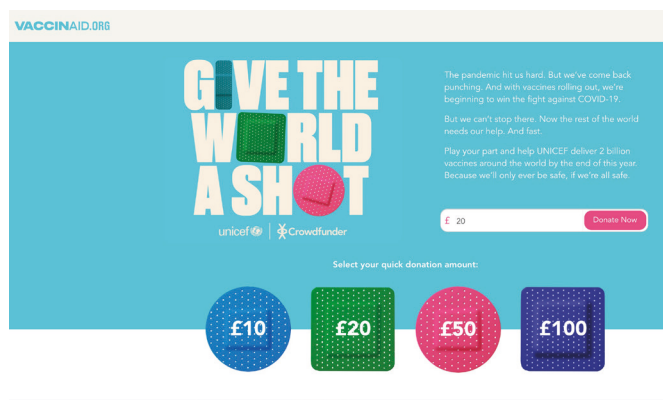 VACCINAID.ORG
GIVE THE
WORLD
A SHOT
unicef | Crowdfunder
The pandemic hit us hard. But we've come back
punching. And with vaccines rolling out, we're
beginning to win the fight against COVID-19.
But we can't stop there. Now the rest of the world
needs our help. And fast.
Play your part and help UNICEF deliver 2 billion
vaccines around the world by the end of this year.
Because we'll only ever be safe, if we're all safe.
£ 20 Donate Now
Select your quick donation amount:
£10 £20 £50 £100